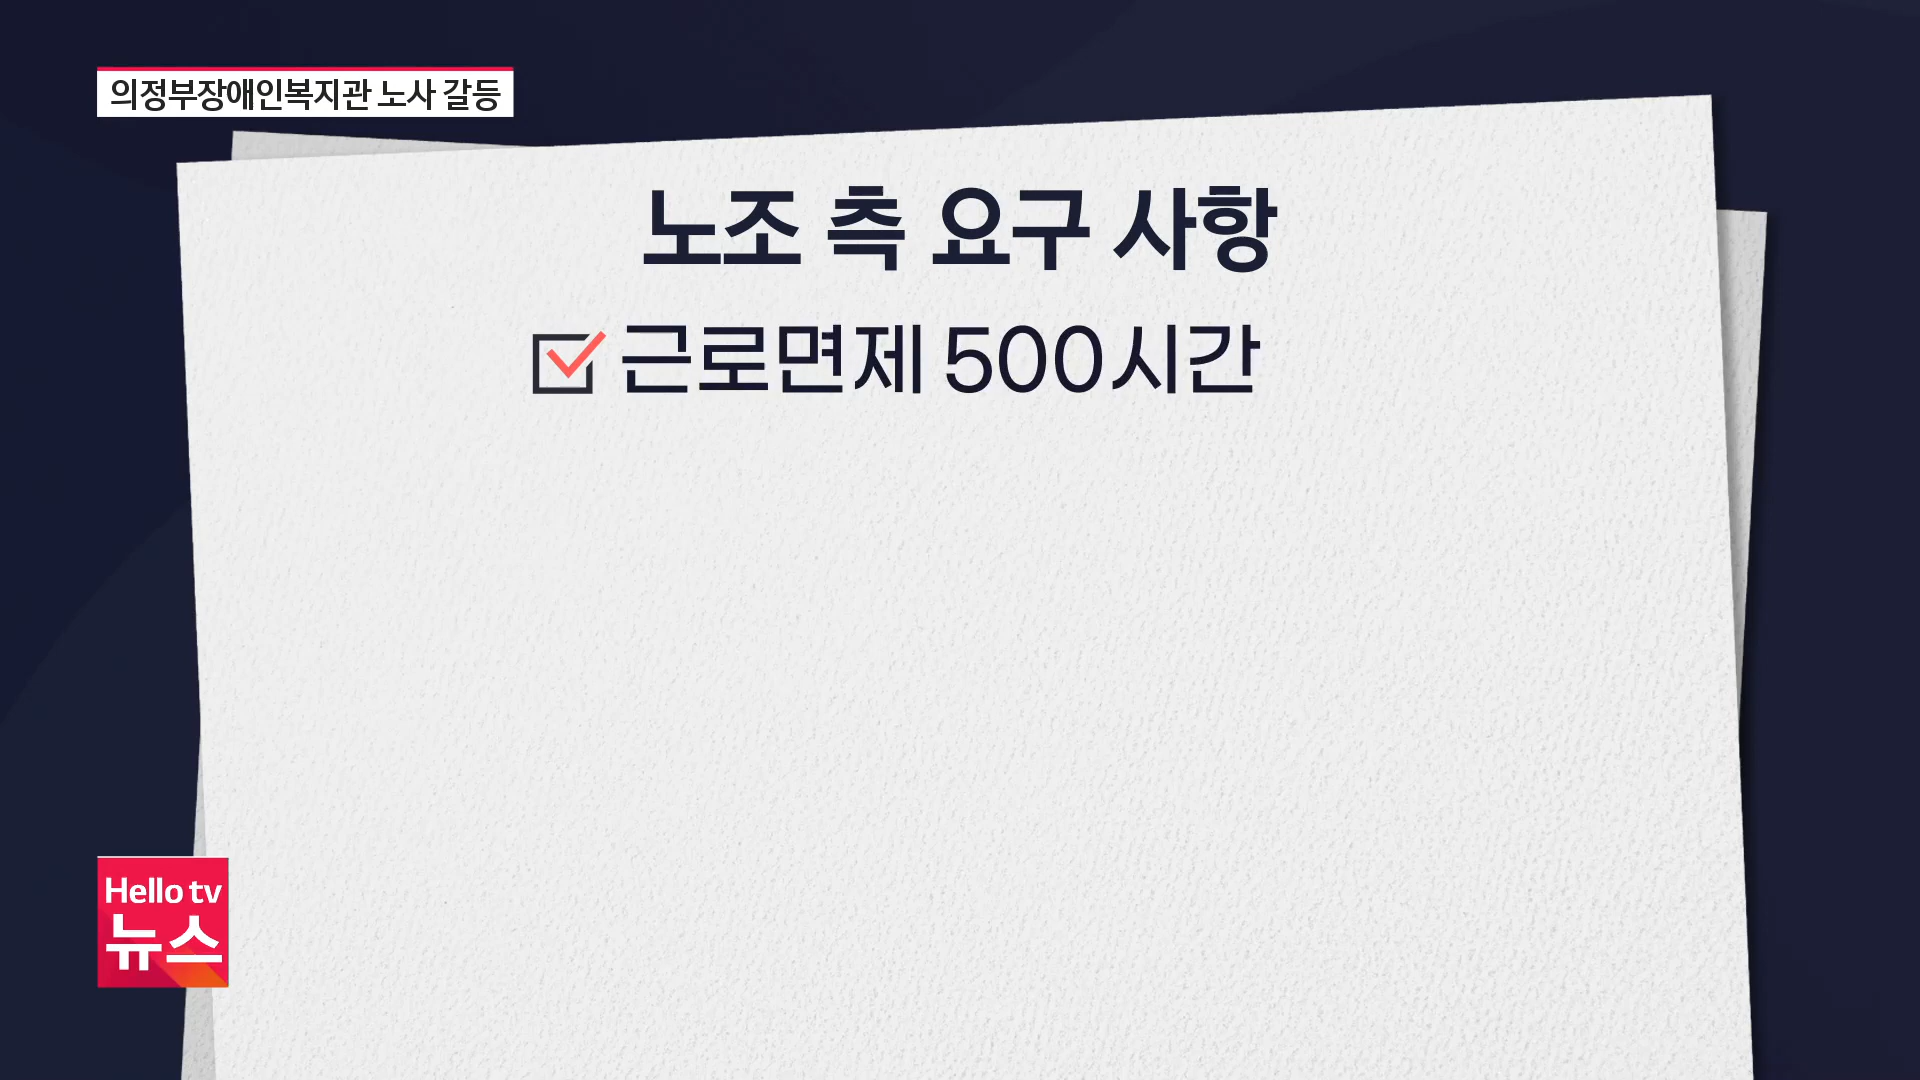 의정부장애인복지관 노사 갈등
노조 측 요구 사항
근로면제 500시간
Hello tv
뉴스